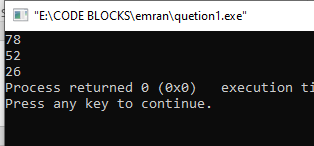 "E:\CODE BLOCKS\emran\quetion1.exe"
78
52
26
Process returned 0 (0x0)   execution ti
Press any key to continue.